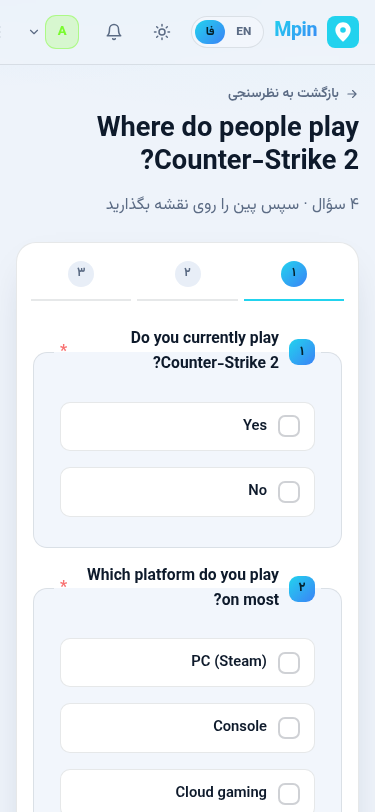 Mpin
EN
فا
A
→ بازگشت به نظرسنجی
Where do people play
?Counter-Strike 2
۴ سؤال · سپس پین را روی نقشه بگذارید
۱
۲
۳
۱
Do you currently play
?Counter-Strike 2
*
Yes
No
۲
Which platform do you play
?on most
*
PC (Steam)
Console
Cloud gaming